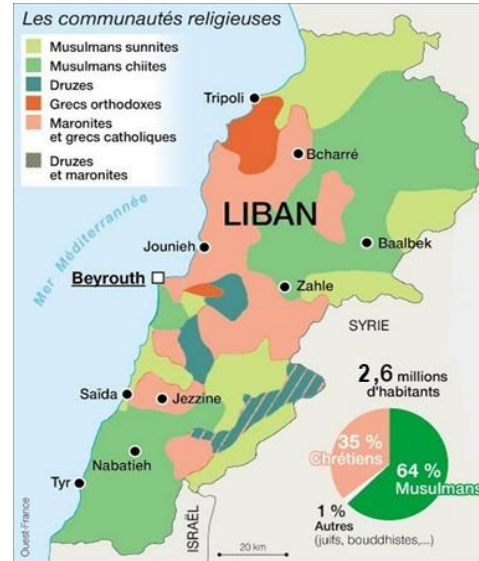 Les communautés religieuses
Musulmans sunnites
Musulmans chiites
Druzes
Grecs orthodoxes
Maronites
et grecs catholiques
Druzes
et maronites
Tripoli
Bcharré
LIBAN
Mer Méditerrannée
Jounieh
Baalbek
Beyrouth
Zahle
SYRIE
2,6 millions
d'habitants
Saïda
Jezzine
35 %
Chrétiens
64 %
Musulmans
Nabatieh
Tyr
1 %
Autres
(juifs, bouddhistes,...)
ISRAËL
20 km
Ouest-France